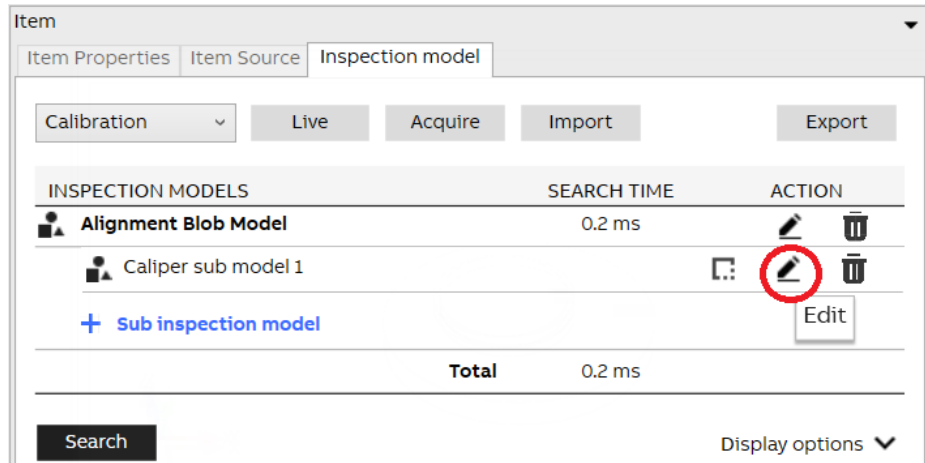 Item
Item Properties Item Source Inspection model
Calibration Live Acquire Import Export
INSPECTION MODELS SEARCH TIME ACTION
Alignment Blob Model 0.2 ms
Caliper sub model 1
Edit
+ Sub inspection model
Total 0.2 ms
Search Display options